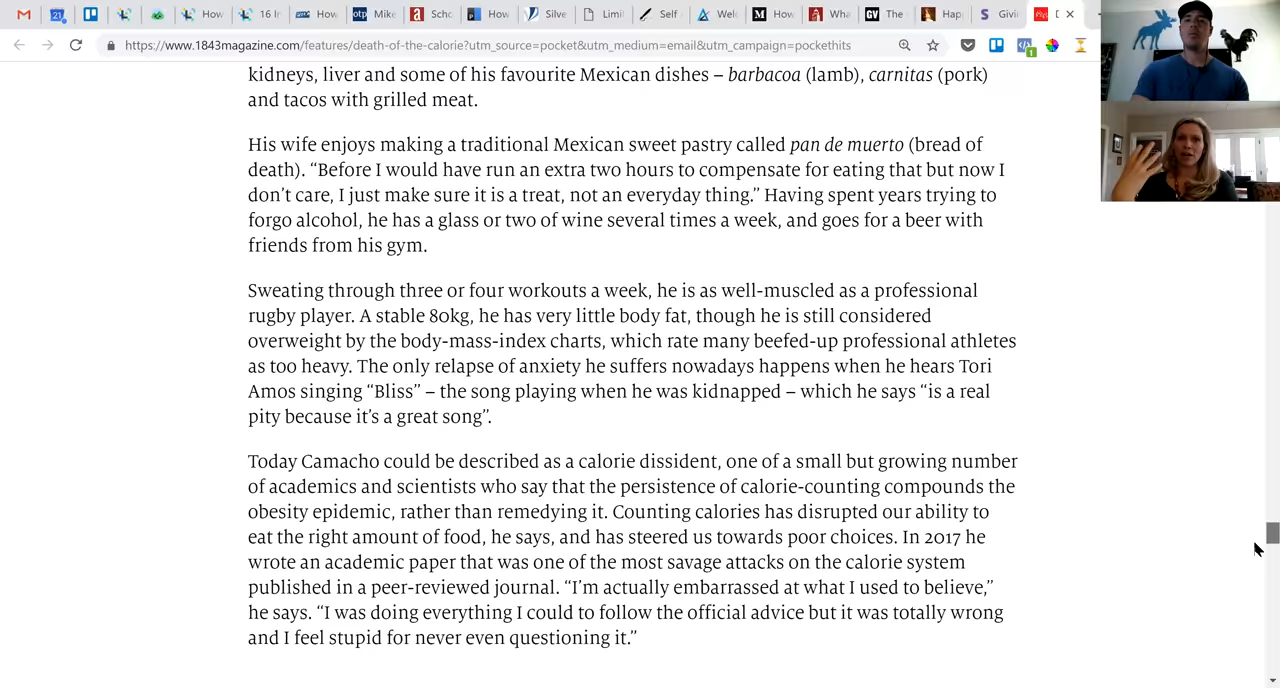 How
16 I
How
Mike
Scho
How
Silve
Limi
Self
Wel
How
Wha
The
Hap
Givi
https://www.1843magazine.com/features/death-of-the-calorie?utm_source=pocket&utm_medium=email&utm_campaign=pockethits
kidneys, liver and some of his favourite Mexican dishes – barbacoa (lamb), carnitas (pork)
and tacos with grilled meat.
His wife enjoys making a traditional Mexican sweet pastry called pan de muerto (bread of
death). “Before I would have run an extra two hours to compensate for eating that but now I
don’t care, I just make sure it is a treat, not an everyday thing.” Having spent years trying to
forgo alcohol, he has a glass or two of wine several times a week, and goes for a beer with
friends from his gym.
Sweating through three or four workouts a week, he is as well-muscled as a professional
rugby player. A stable 80kg, he has very little body fat, though he is still considered
overweight by the body-mass-index charts, which rate many beefed-up professional athletes
as too heavy. The only relapse of anxiety he suffers nowadays happens when he hears Tori
Amos singing “Bliss” – the song playing when he was kidnapped – which he says “is a real
pity because it’s a great song”.
Today Camacho could be described as a calorie dissident, one of a small but growing number
of academics and scientists who say that the persistence of calorie-counting compounds the
obesity epidemic, rather than remedying it. Counting calories has disrupted our ability to
eat the right amount of food, he says, and has steered us towards poor choices. In 2017 he
wrote an academic paper that was one of the most savage attacks on the calorie system
published in a peer-reviewed journal. “I’m actually embarrassed at what I used to believe,”
he says. “I was doing everything I could to follow the official advice but it was totally wrong
and I feel stupid for never even questioning it.”